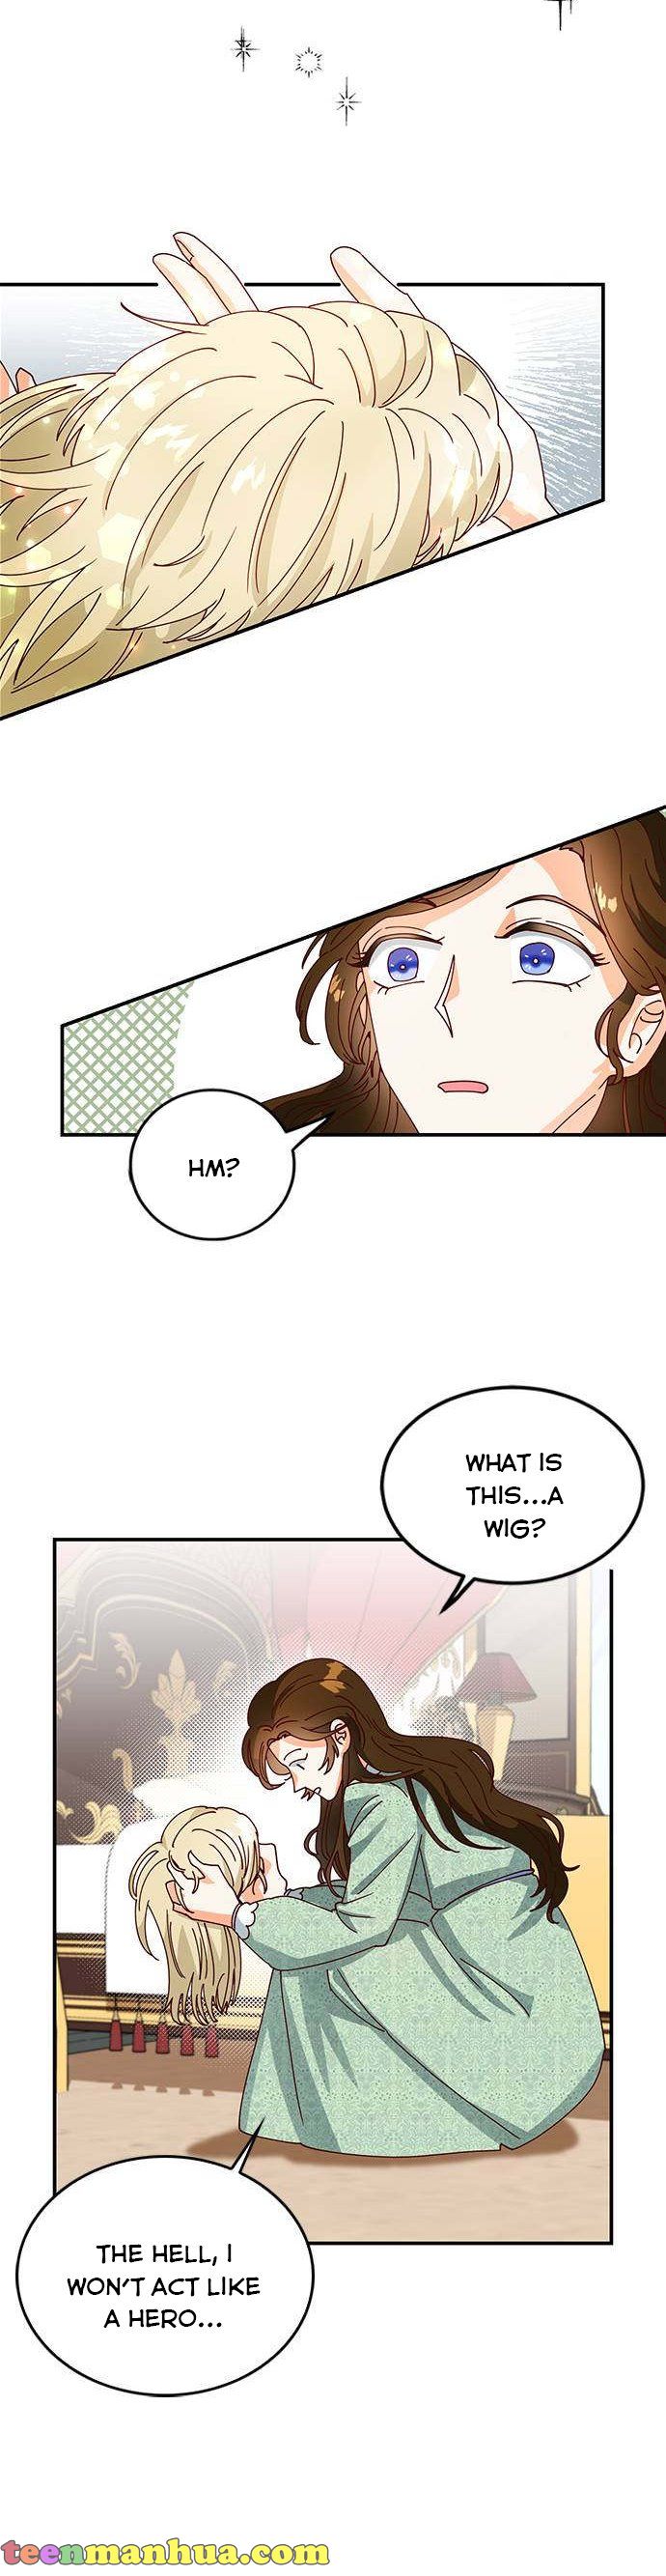 HM?
WHAT IS
THIS...A
WIG?
THE HELL, I
WON'T ACT LIKE
A HERO...
teenmanhua.com